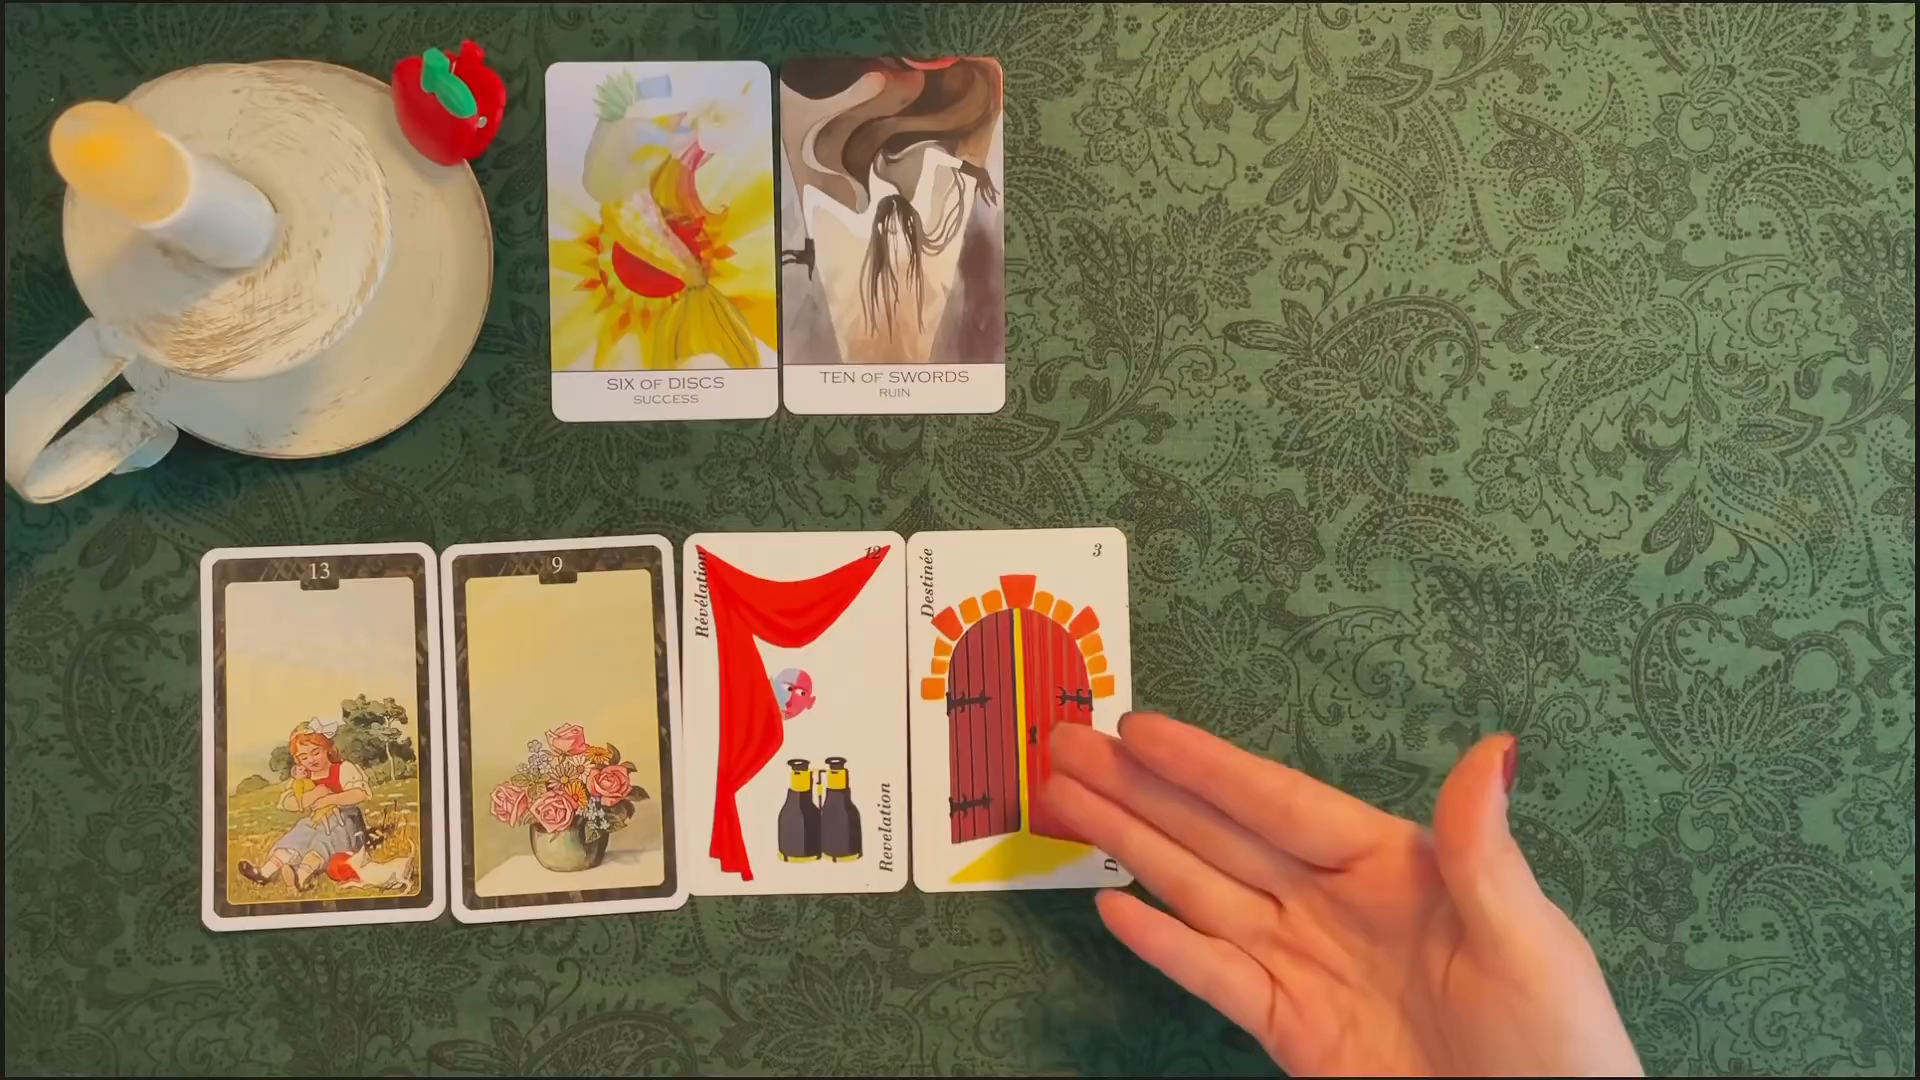 SIX OF DISCS
SUCCESS
TEN OF SWORDS
RUIN
13
9
Révélation
12
Revelation
Destinée
3
D